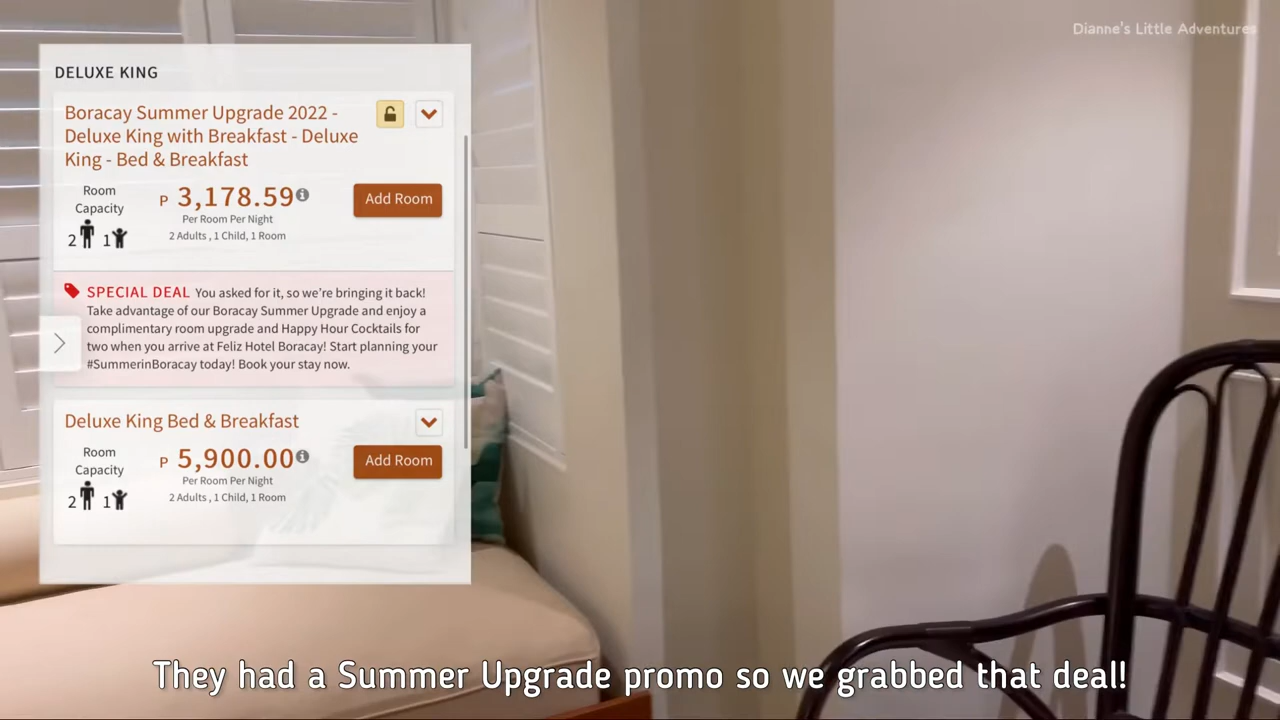 Dianne's Little Adventures
DELUXE KING
Boracay Summer Upgrade 2022 -
Deluxe King with Breakfast - Deluxe
King - Bed & Breakfast
Room
Capacity
2 1
P 3,178.59
Per Room Per Night
2 Adults , 1 Child, 1 Room
Add Room
SPECIAL DEAL You asked for it, so we're bringing it back!
Take advantage of our Boracay Summer Upgrade and enjoy a
complimentary room upgrade and Happy Hour Cocktails for
two when you arrive at Feliz Hotel Boracay! Start planning your
#SummerinBoracay today! Book your stay now.
Deluxe King Bed & Breakfast
Room
Capacity
2 1
P 5,900.00
Per Room Per Night
2 Adults , 1 Child, 1 Room
Add Room
They had a Summer Upgrade promo so we grabbed that deal!